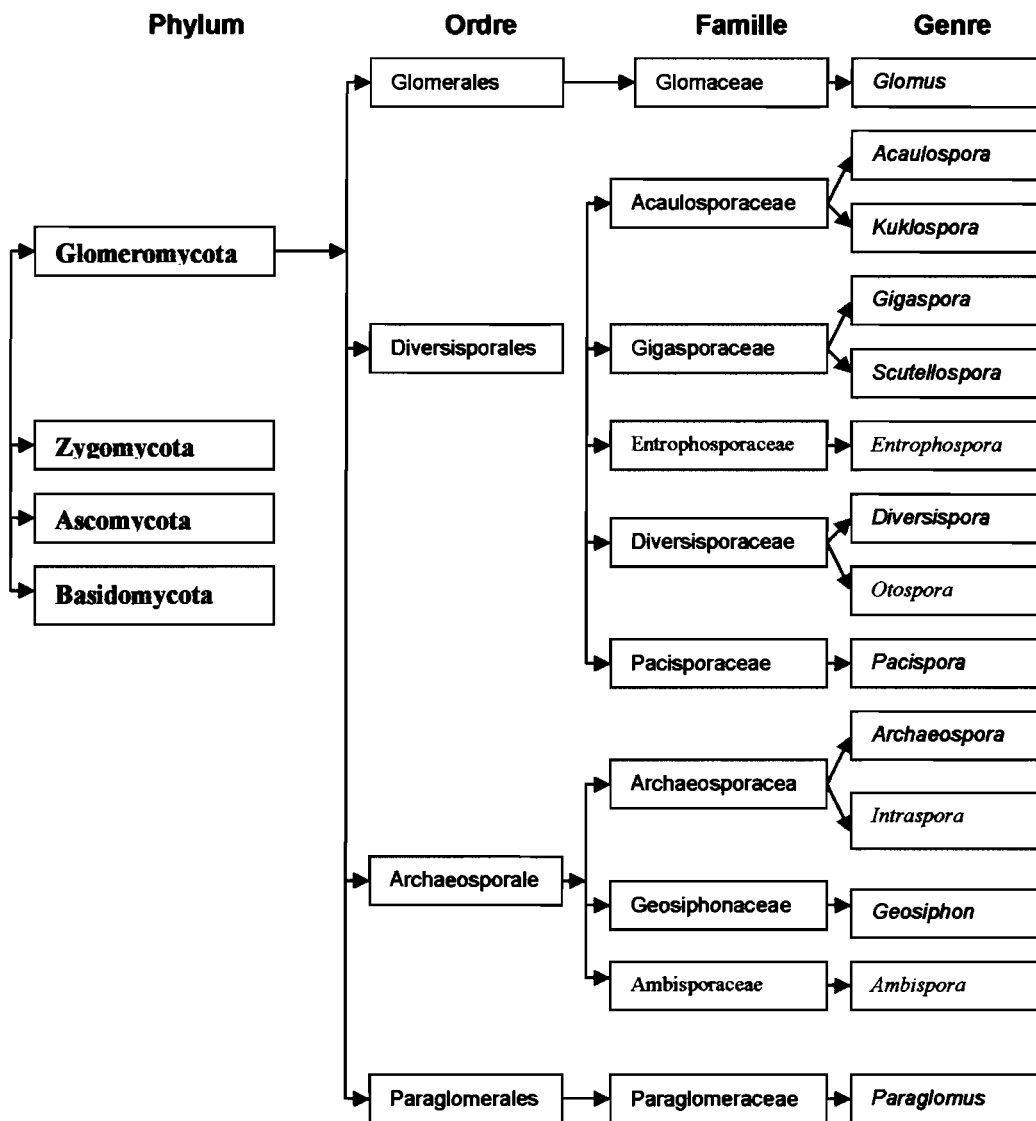 Phylum
Ordre
Famille
Genre
Glomerales
Glomaceae
Glomus
Acaulospora
Acaulosporaceae
Kuklospora
Glomeromycota
Gigaspora
Diversisporales
Gigasporaceae
Scutellospora
Zygomycota
Entrophosporaceae
Entrophospora
Ascomycota
Diversispora
Diversisporaceae
Basidomycota
Otospora
Pacisporaceae
Pacispora
Archaeospora
Archaeosporacea
Intraspora
Archaeosporale
Geosiphonaceae
Geosiphon
Ambisporaceae
Ambispora
Paraglomerales
Paraglomeraceae
Paraglomus